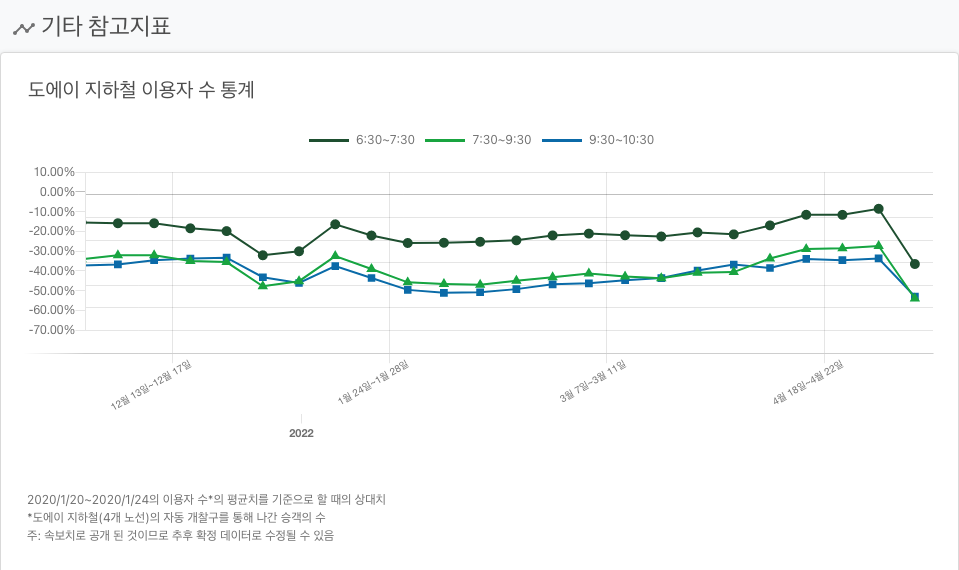 기타 참고지표
도에이 지하철 이용자 수 통계
6:30~7:30 7:30~9:30 9:30~10:30
10.00%
0.00%
-10.00%
-20.00%
-30.00%
-40.00%
-50.00%
-60.00%
-70.00%
12월 13일~12월 17일 1월 24일~1월 28일 3월 7일~3월 11일 4월 18일~4월 22일
2022
2020/1/20~2020/1/24의 이용자 수*의 평균치를 기준으로 할 때의 상대치
*도에이 지하철(4개 노선)의 자동 개찰구를 통해 나간 승객의 수
주: 속보치로 공개 된 것이므로 추후 확정 데이터로 수정될 수 있음